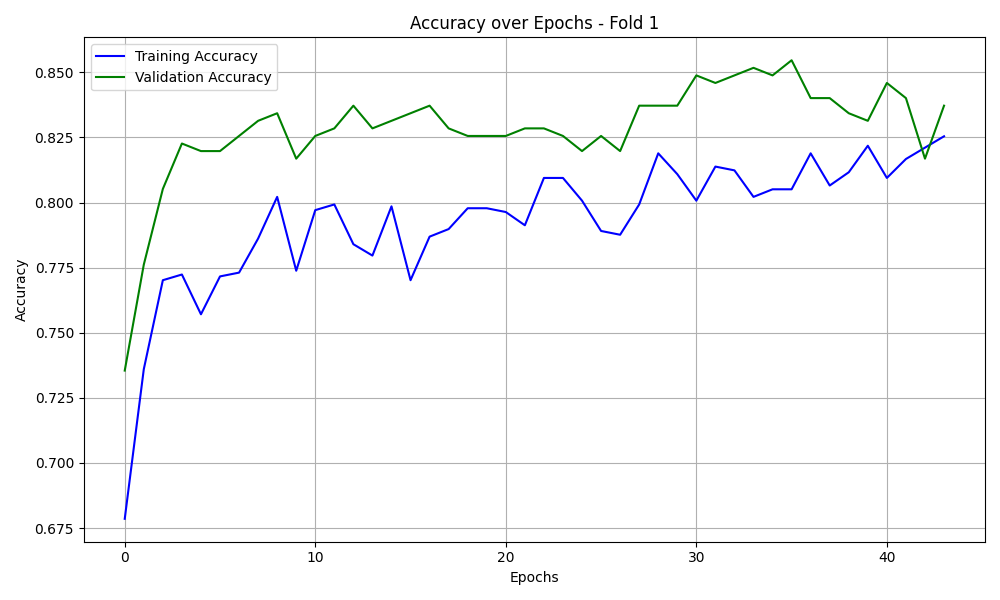 Accuracy over Epochs - Fold 1
Training Accuracy
Validation Accuracy
0.850
0.825
0.800
0.775
0.750
0.725
0.700
0.675
Accuracy
0 10 20 30 40
Epochs